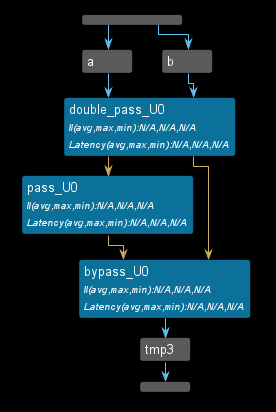 a
b
double_pass_U0
II(avg,max,min):N/A,N/A,N/A
Latency(avg,max,min):N/A,N/A,N/A
pass_U0
II(avg,max,min):N/A,N/A,N/A
Latency(avg,max,min):N/A,N/A,N/A
bypass_U0
II(avg,max,min):N/A,N/A,N/A
Latency(avg,max,min):N/A,N/A,N/A
tmp3